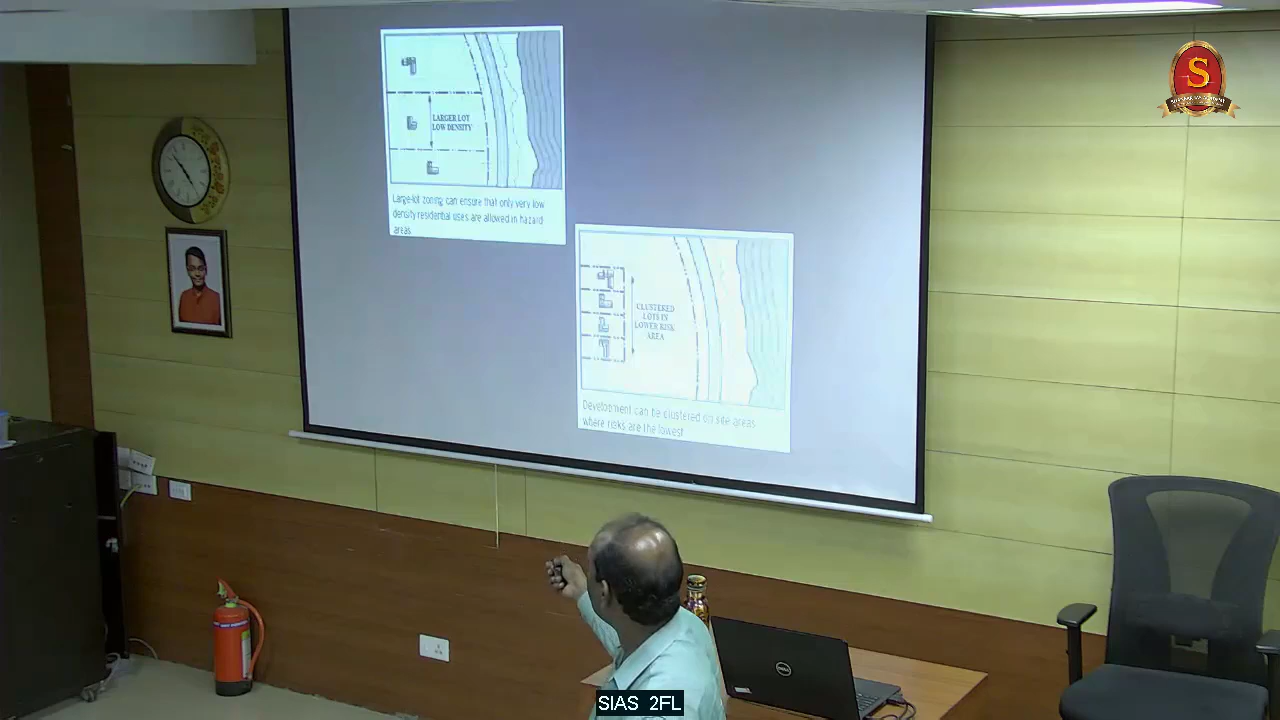 S
LARGER LOT
LOW DENSITY
Large-lot zoning can ensure that only very low
density residential uses are allowed in hazard
areas
CLUSTERED
LOTS IN
LOWER RISK
AREA
Development can be clustered on site areas
where risks are the lowest
DELL
SIAS 2FL